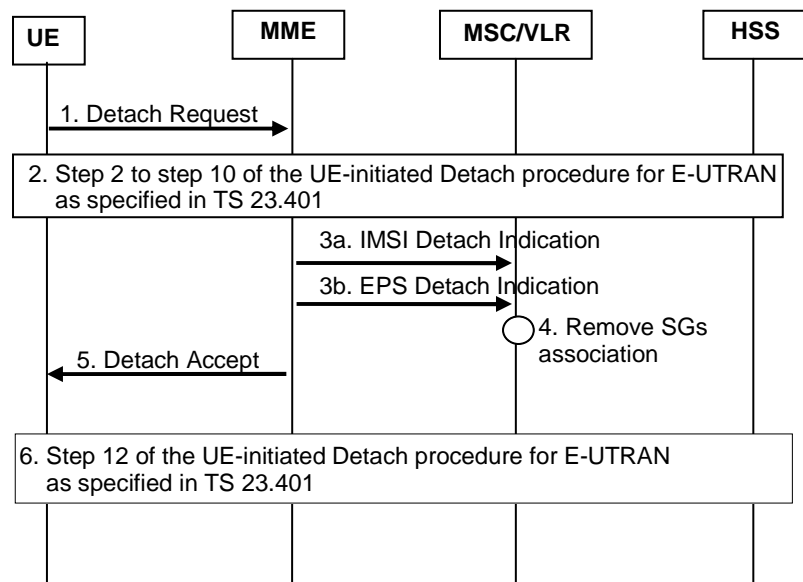 UE
MME
MSC/VLR
HSS
1. Detach Request
2. Step 2 to step 10 of the UE-initiated Detach procedure for E-UTRAN
as specified in TS 23.401
3a. IMSI Detach Indication
3b. EPS Detach Indication
4. Remove SGs
association
5. Detach Accept
6. Step 12 of the UE-initiated Detach procedure for E-UTRAN
as specified in TS 23.401